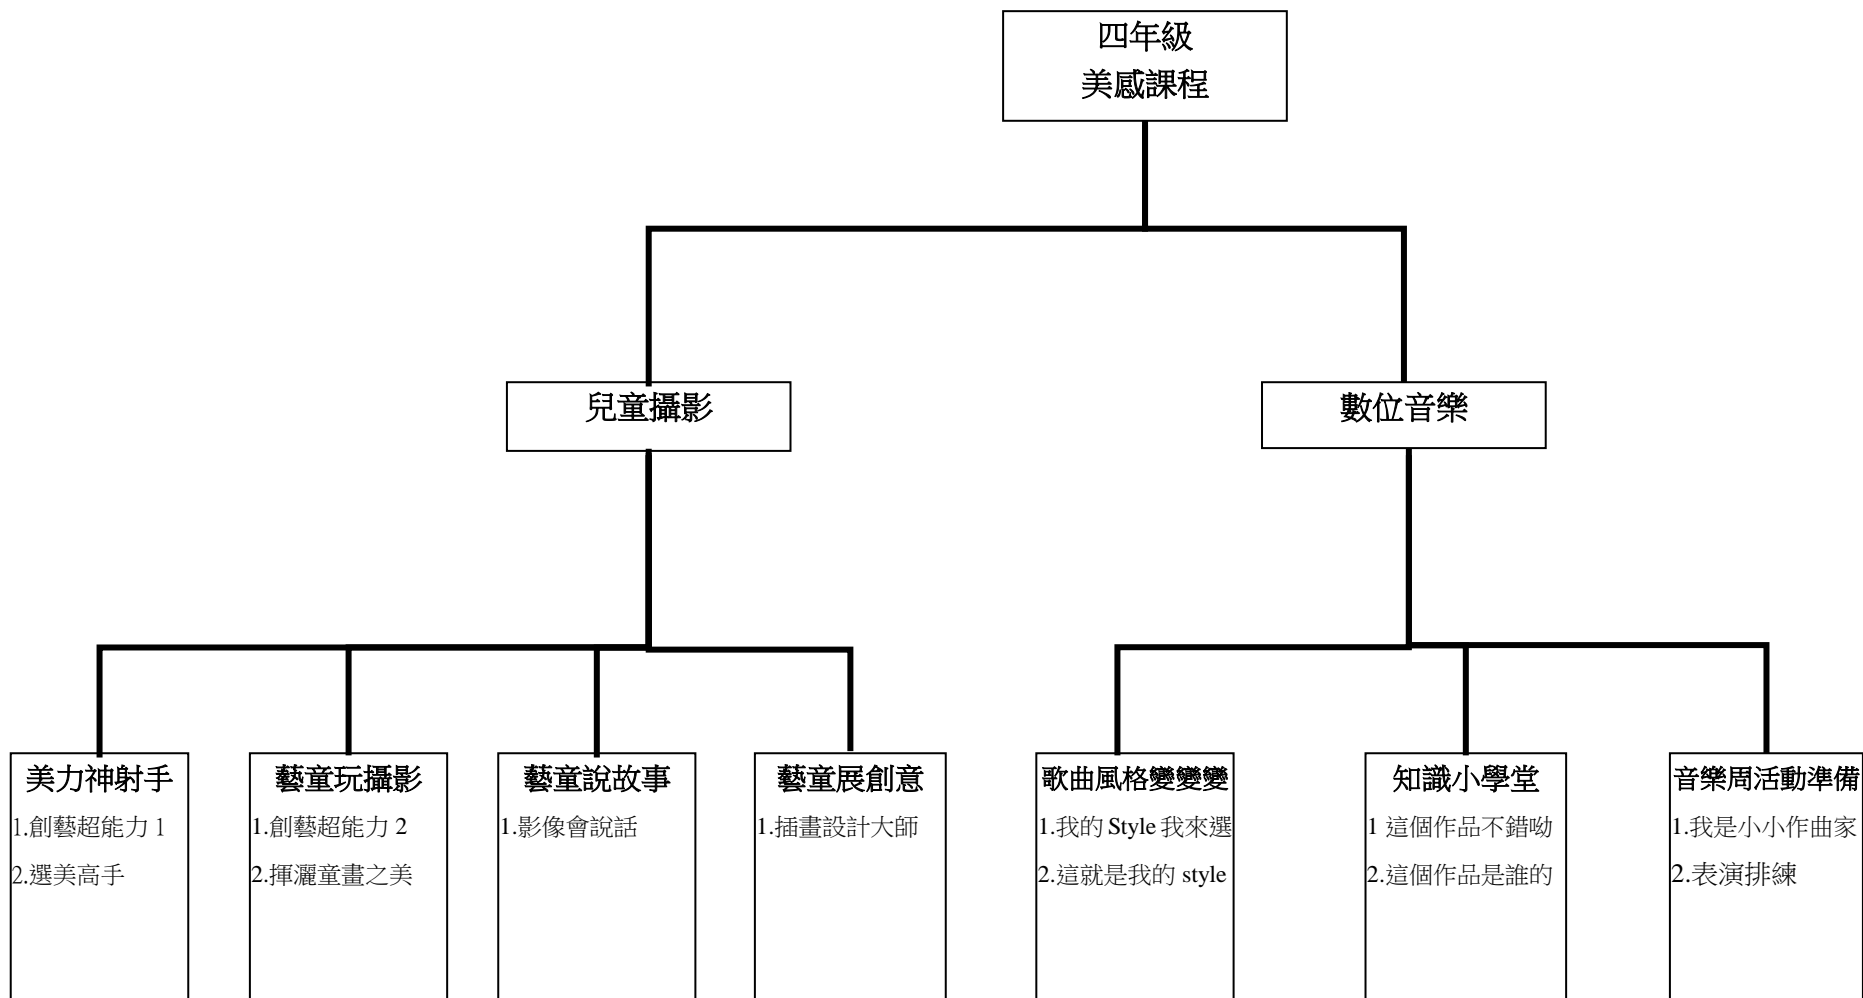 四年級
美感課程
兒童攝影
數位音樂
美力神射手
1.創藝超能力 1
2.選美高手
藝童玩攝影
1.創藝超能力 2
2.揮灑童畫之美
藝童說故事
1.影像會說話
藝童展創意
1.插畫設計大師
歌曲風格變變變
1.我的 Style 我來選
2.這就是我的 style
知識小學堂
1 這個作品不錯呦
2.這個作品是誰的
音樂周活動準備
1.我是小小作曲家
2.表演排練